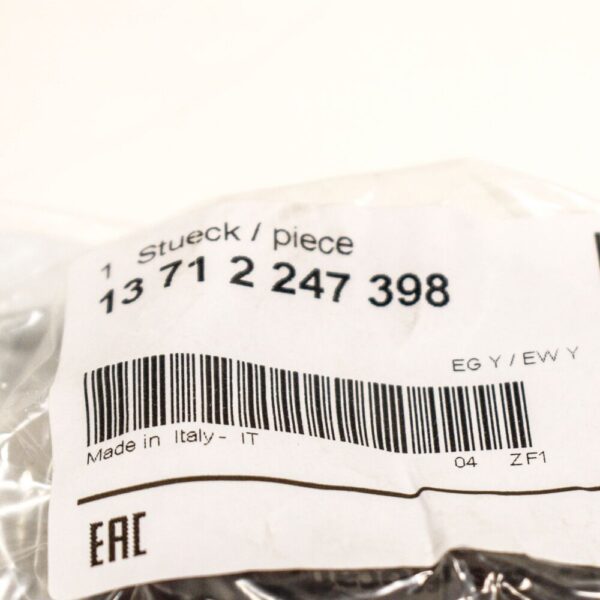 1 Stueck / piece
13 71 2 247 398
EG Y / EW Y
Made in Italy - IT
04 ZF1
EAC